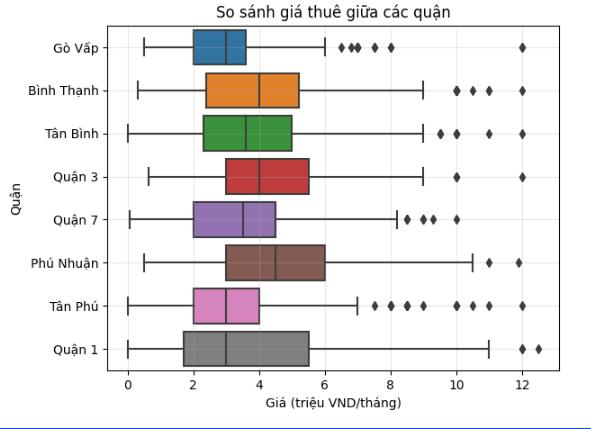 So sánh giá thuê giữa các quận
Quận
Gò Vấp
Bình Thạnh
Tân Bình
Quận 3
Quận 7
Phú Nhuận
Tân Phú
Quận 1
0 2 4 6 8 10 12
Giá (triệu VND/tháng)